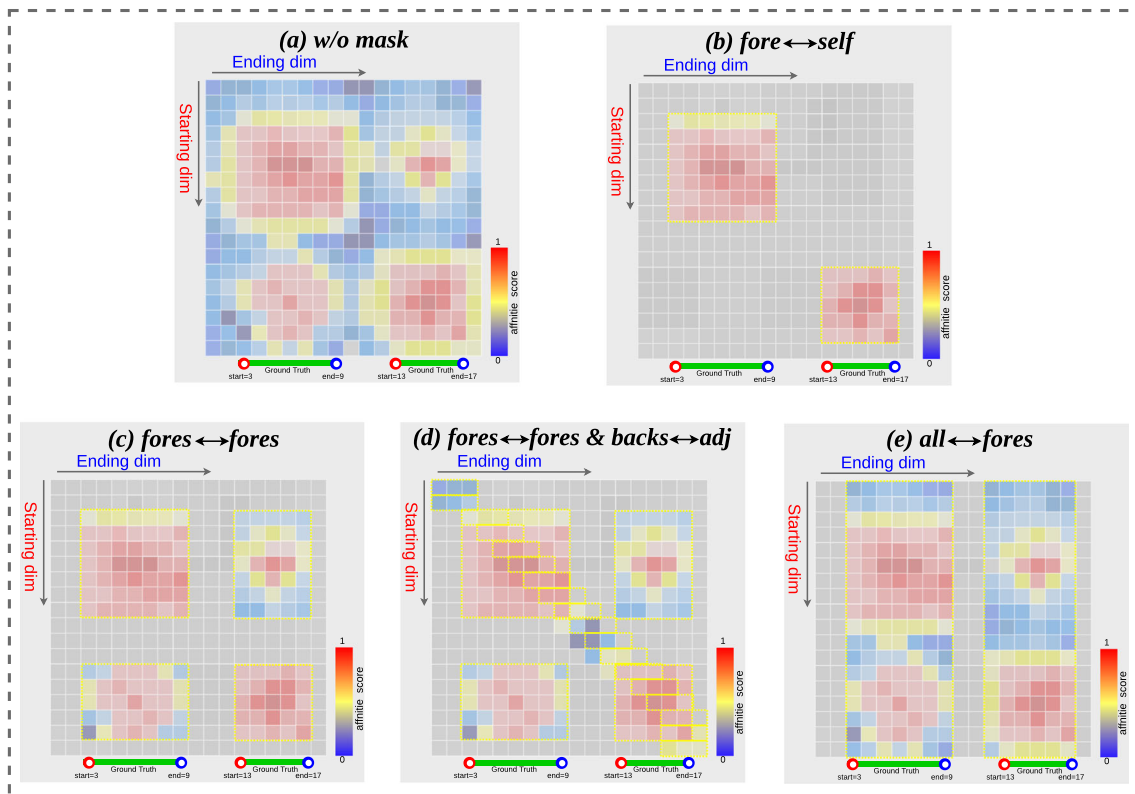 (a) w/o mask
Ending dim
Starting dim
1
affnitie score
0
Ground Truth
start=3
end=9
Ground Truth
start=13
end=17
(b) fore↔self
Ending dim
Starting dim
1
affnitie score
0
Ground Truth
start=3
end=9
Ground Truth
start=13
end=17
(c) fores↔fores
Ending dim
Starting dim
1
affnitie score
0
Ground Truth
start=3
end=9
Ground Truth
start=13
end=17
(d) fores↔fores & backs↔adj
Ending dim
Starting dim
1
affnitie score
0
Ground Truth
start=3
end=9
Ground Truth
start=13
end=17
(e) all↔fores
Ending dim
Starting dim
1
affnitie score
0
Ground Truth
start=3
end=9
Ground Truth
start=13
end=17